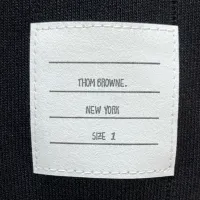 THOM BROWNE.
NEW YORK
SIZE 1